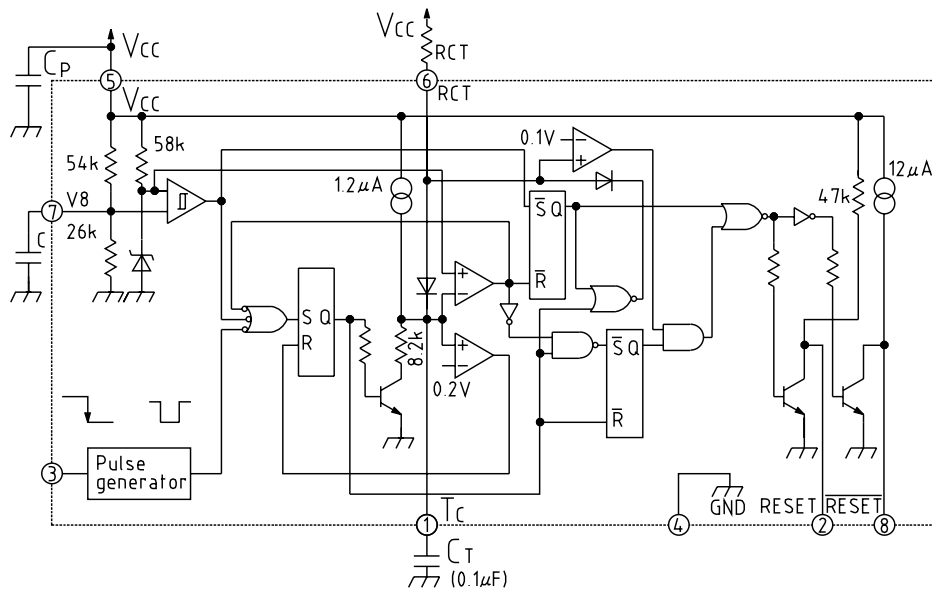 VCC
VCC
RCT
CP
5
6
RCT
VCC
58k
54k
0.1V
−
+
1.2μA
12μA
47k
7
V8
C
26k
S̅ Q
R̅
+
−
S Q
R
8.2k
+
−
0.2V
S̅ Q
R̅
3
Pulse
generator
TC
GND
RESET
R̅E̅S̅E̅T̅
1
4
2
8
CT
(0.1μF)